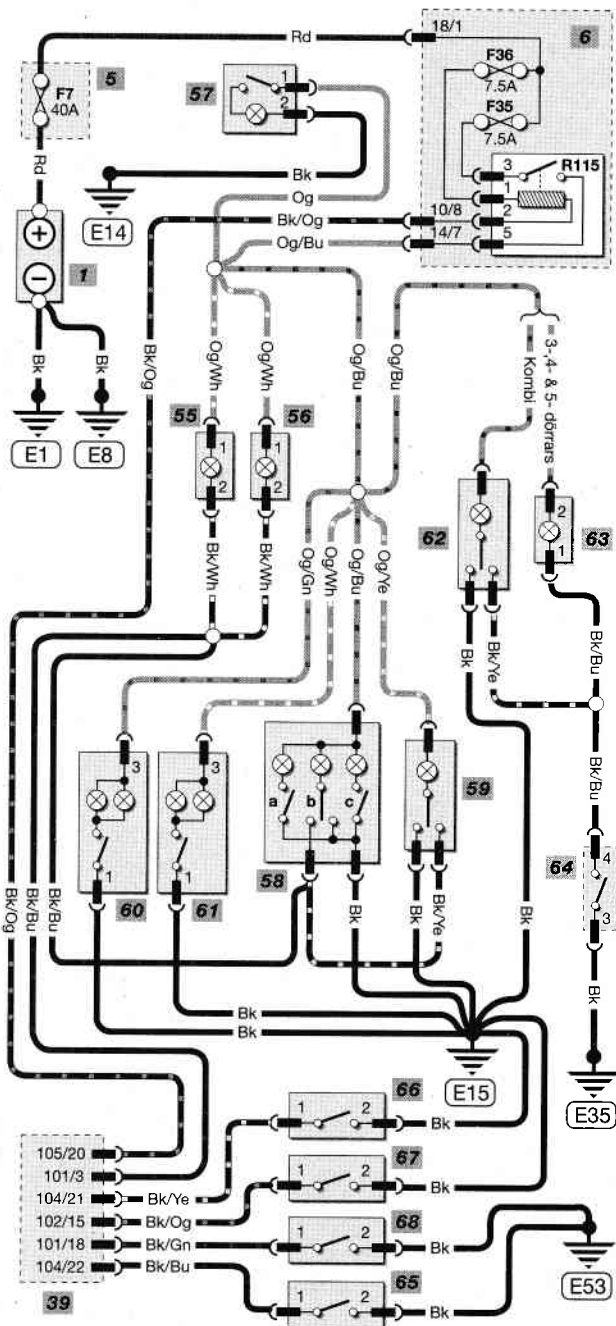 Rd
18/1
6
5
F7
40A
57
1
2
F36
7.5A
F35
7.5A
3
R115
1
2
5
Rd
Bk
E14
Og
Bk/Og
10/8
Og/Bu
14/7
+
−
1
Bk
Bk
E1
E8
Bk/Og
Og/Wh
Og/Wh
Og/Bu
Og/Bu
Kombi
3-,4- & 5- dörrars
55
56
1
2
1
2
62
63
2
1
Bk/Wh
Bk/Wh
Og/Gn
Og/Wh
Og/Bu
Og/Ye
Bk
Bk/Ye
Bk/Bu
3
3
a
b
c
59
Bk/Bu
1
1
60
61
58
64
4
3
Bk/Og
Bk/Bu
Bk/Bu
Bk
Bk
Bk/Ye
Bk
Bk
Bk
Bk
E15
E35
66
1
2
Bk
105/20
101/3
104/21
Bk/Ye
67
1
2
Bk
102/15
Bk/Og
68
101/18
Bk/Gn
1
2
Bk
104/22
Bk/Bu
65
1
2
Bk
E53
39